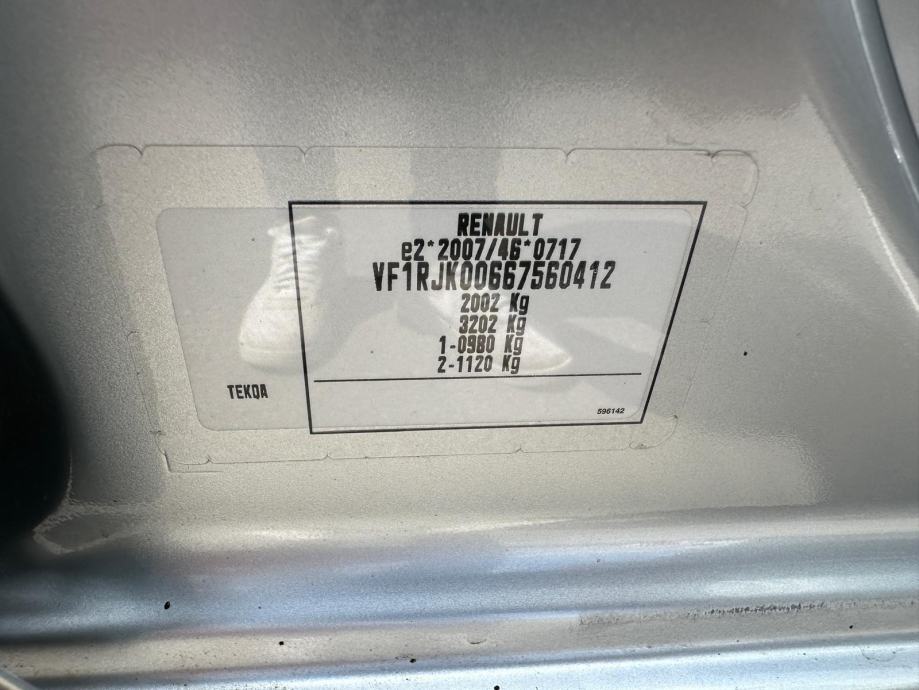 RENAULT
e2*2007/46*0717
VF1RJK00667560412
2002 Kg
3202 Kg
1-0980 Kg
2-1120 Kg
TEKQA
596142